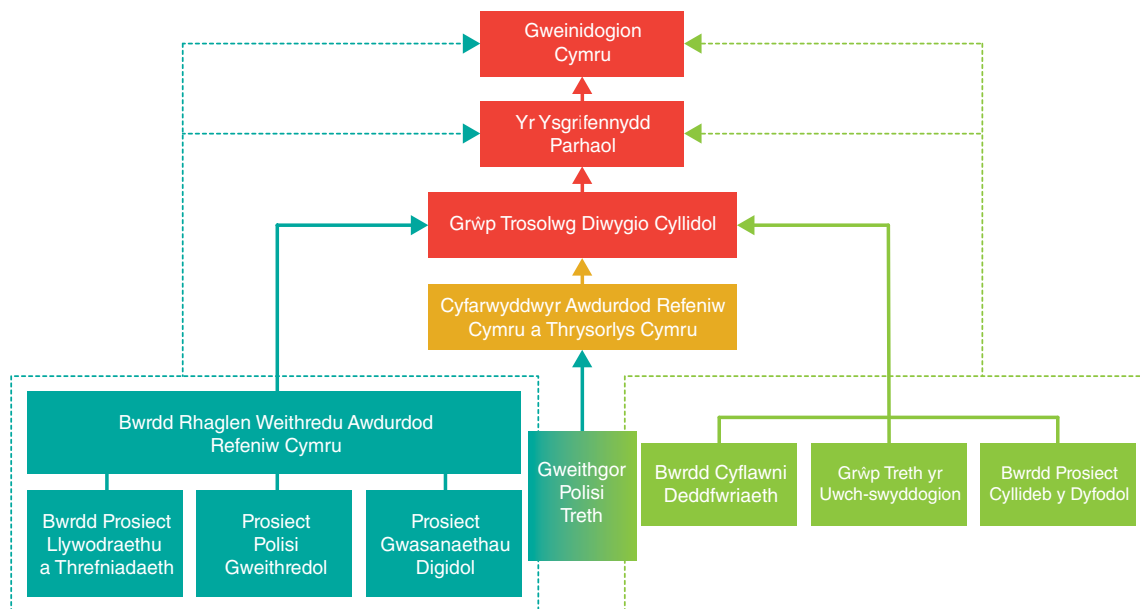 Gweinidogion
Cymru
Yr Ysgrifennydd
Parhaol
Grŵp Trosolwg Diwygio Cyllidol
Cyfarwyddwyr Awdurdod Refeniw
Cymru a Thrysorlys Cymru
Bwrdd Rhaglen Weithredu Awdurdod
Refeniw Cymru
Bwrdd Prosiect
Llywodraethu
a Threfniadaeth
Prosiect
Polisi
Gweithredol
Prosiect
Gwasanaethau
Digidol
Gweithgor
Polisi
Treth
Bwrdd Cyflawni
Deddfwriaeth
Grŵp Treth yr
Uwch-swyddogion
Bwrdd Prosiect
Cyllideb y Dyfodol